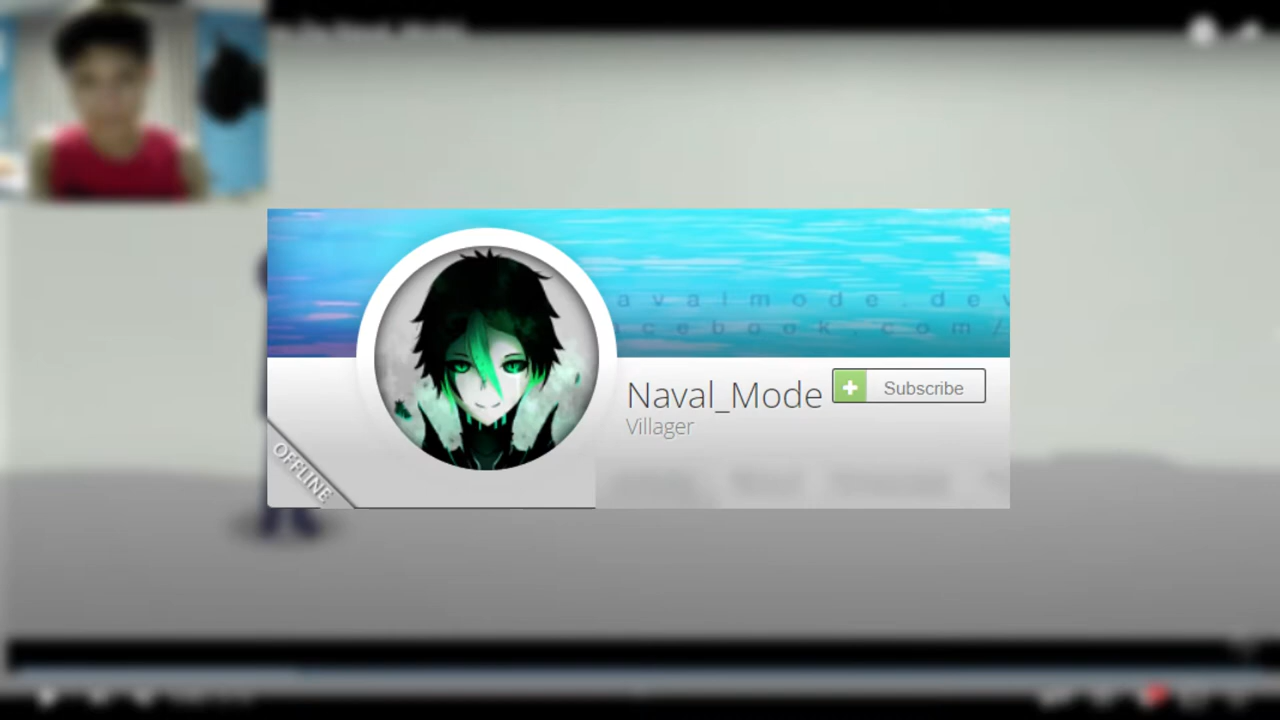 avalmode.dev
acebook.com/
Naval_Mode
Subscribe
Villager
OFFLINE